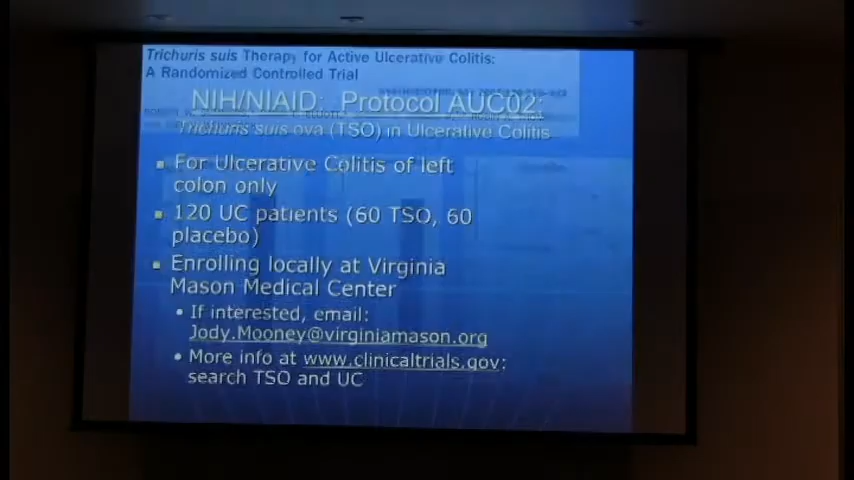 Trichuris suis Therapy for Active Ulcerative Colitis:
A Randomized Controlled Trial
NIH/NIAID: Protocol AUC02:
Trichuris suis ova (TSO) in Ulcerative Colitis
▪ For Ulcerative Colitis of left
colon only
▪ 120 UC patients (60 TSO, 60
placebo)
▪ Enrolling locally at Virginia
Mason Medical Center
• If interested, email:
Jody.Mooney@virginiamason.org
• More info at www.clinicaltrials.gov:
search TSO and UC